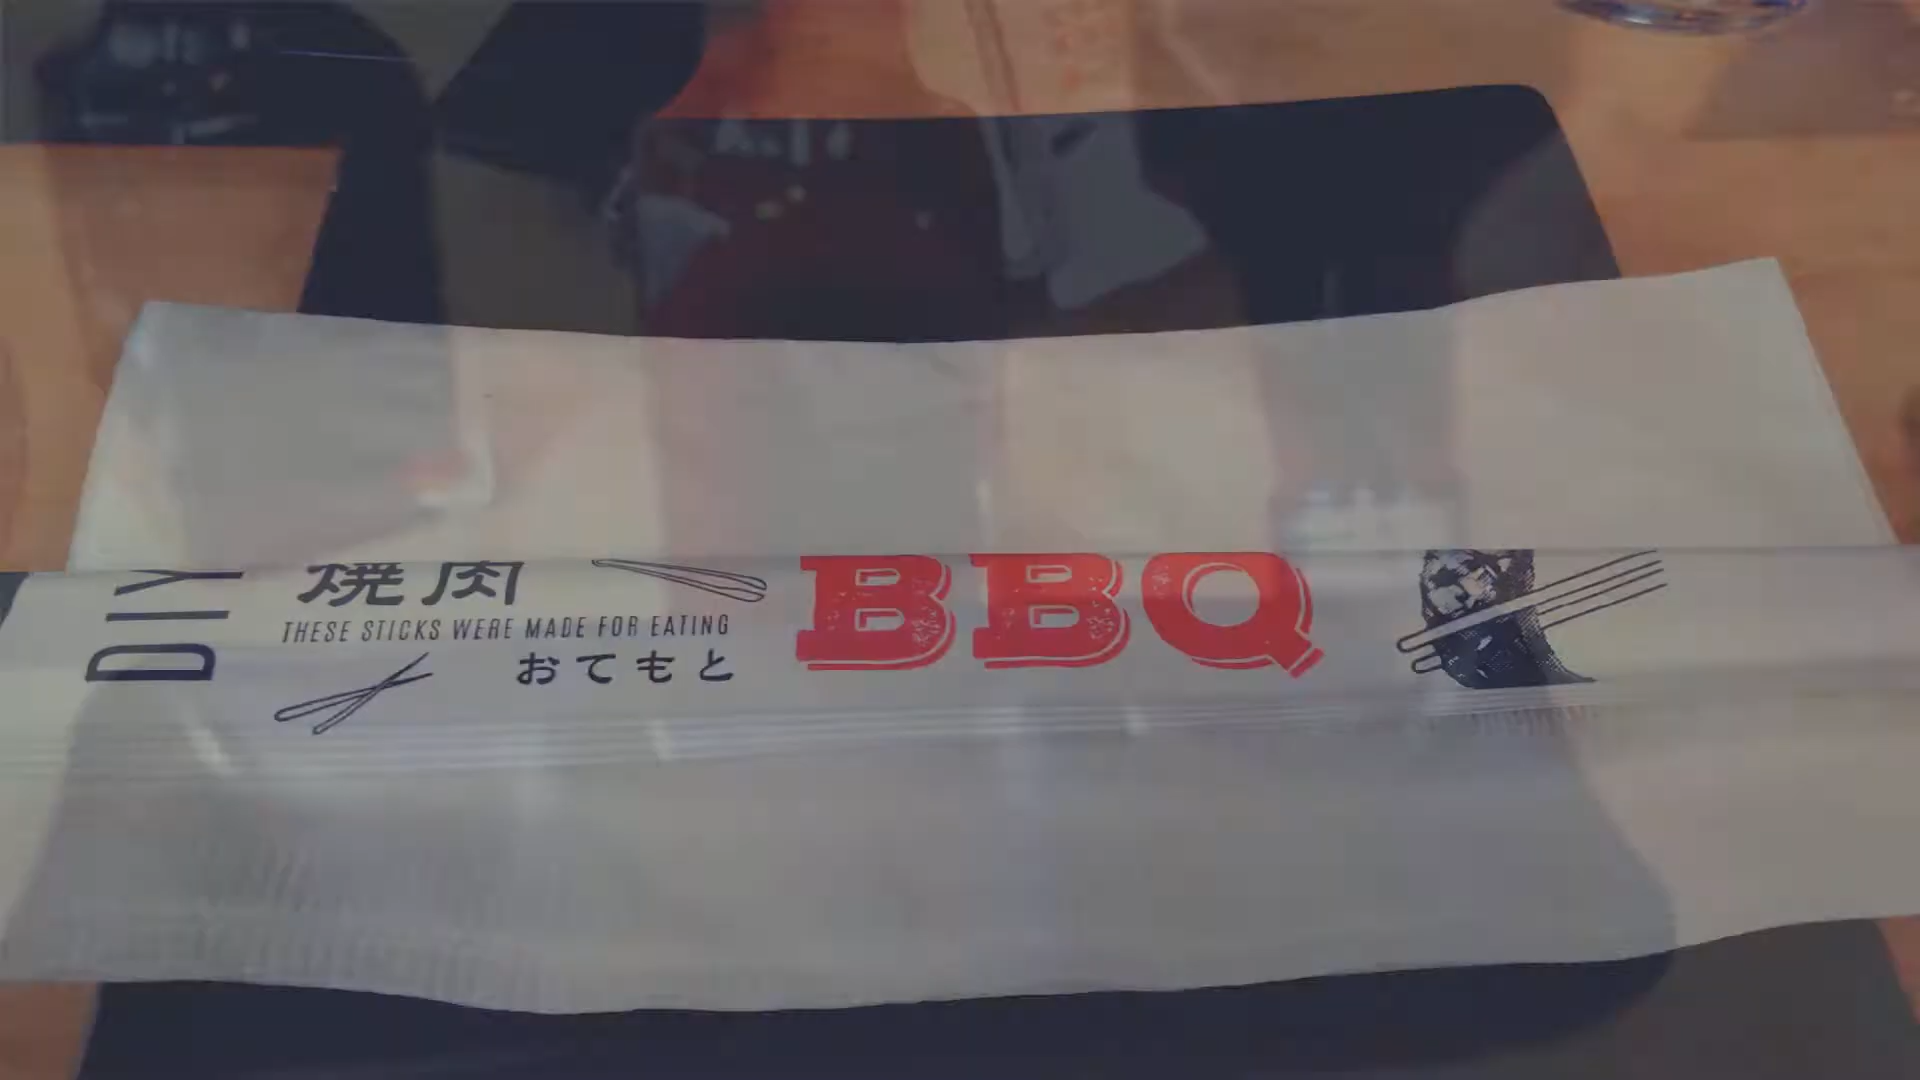 DIY
焼肉
THESE STICKS WERE MADE FOR EATING
おてもと
BBQ